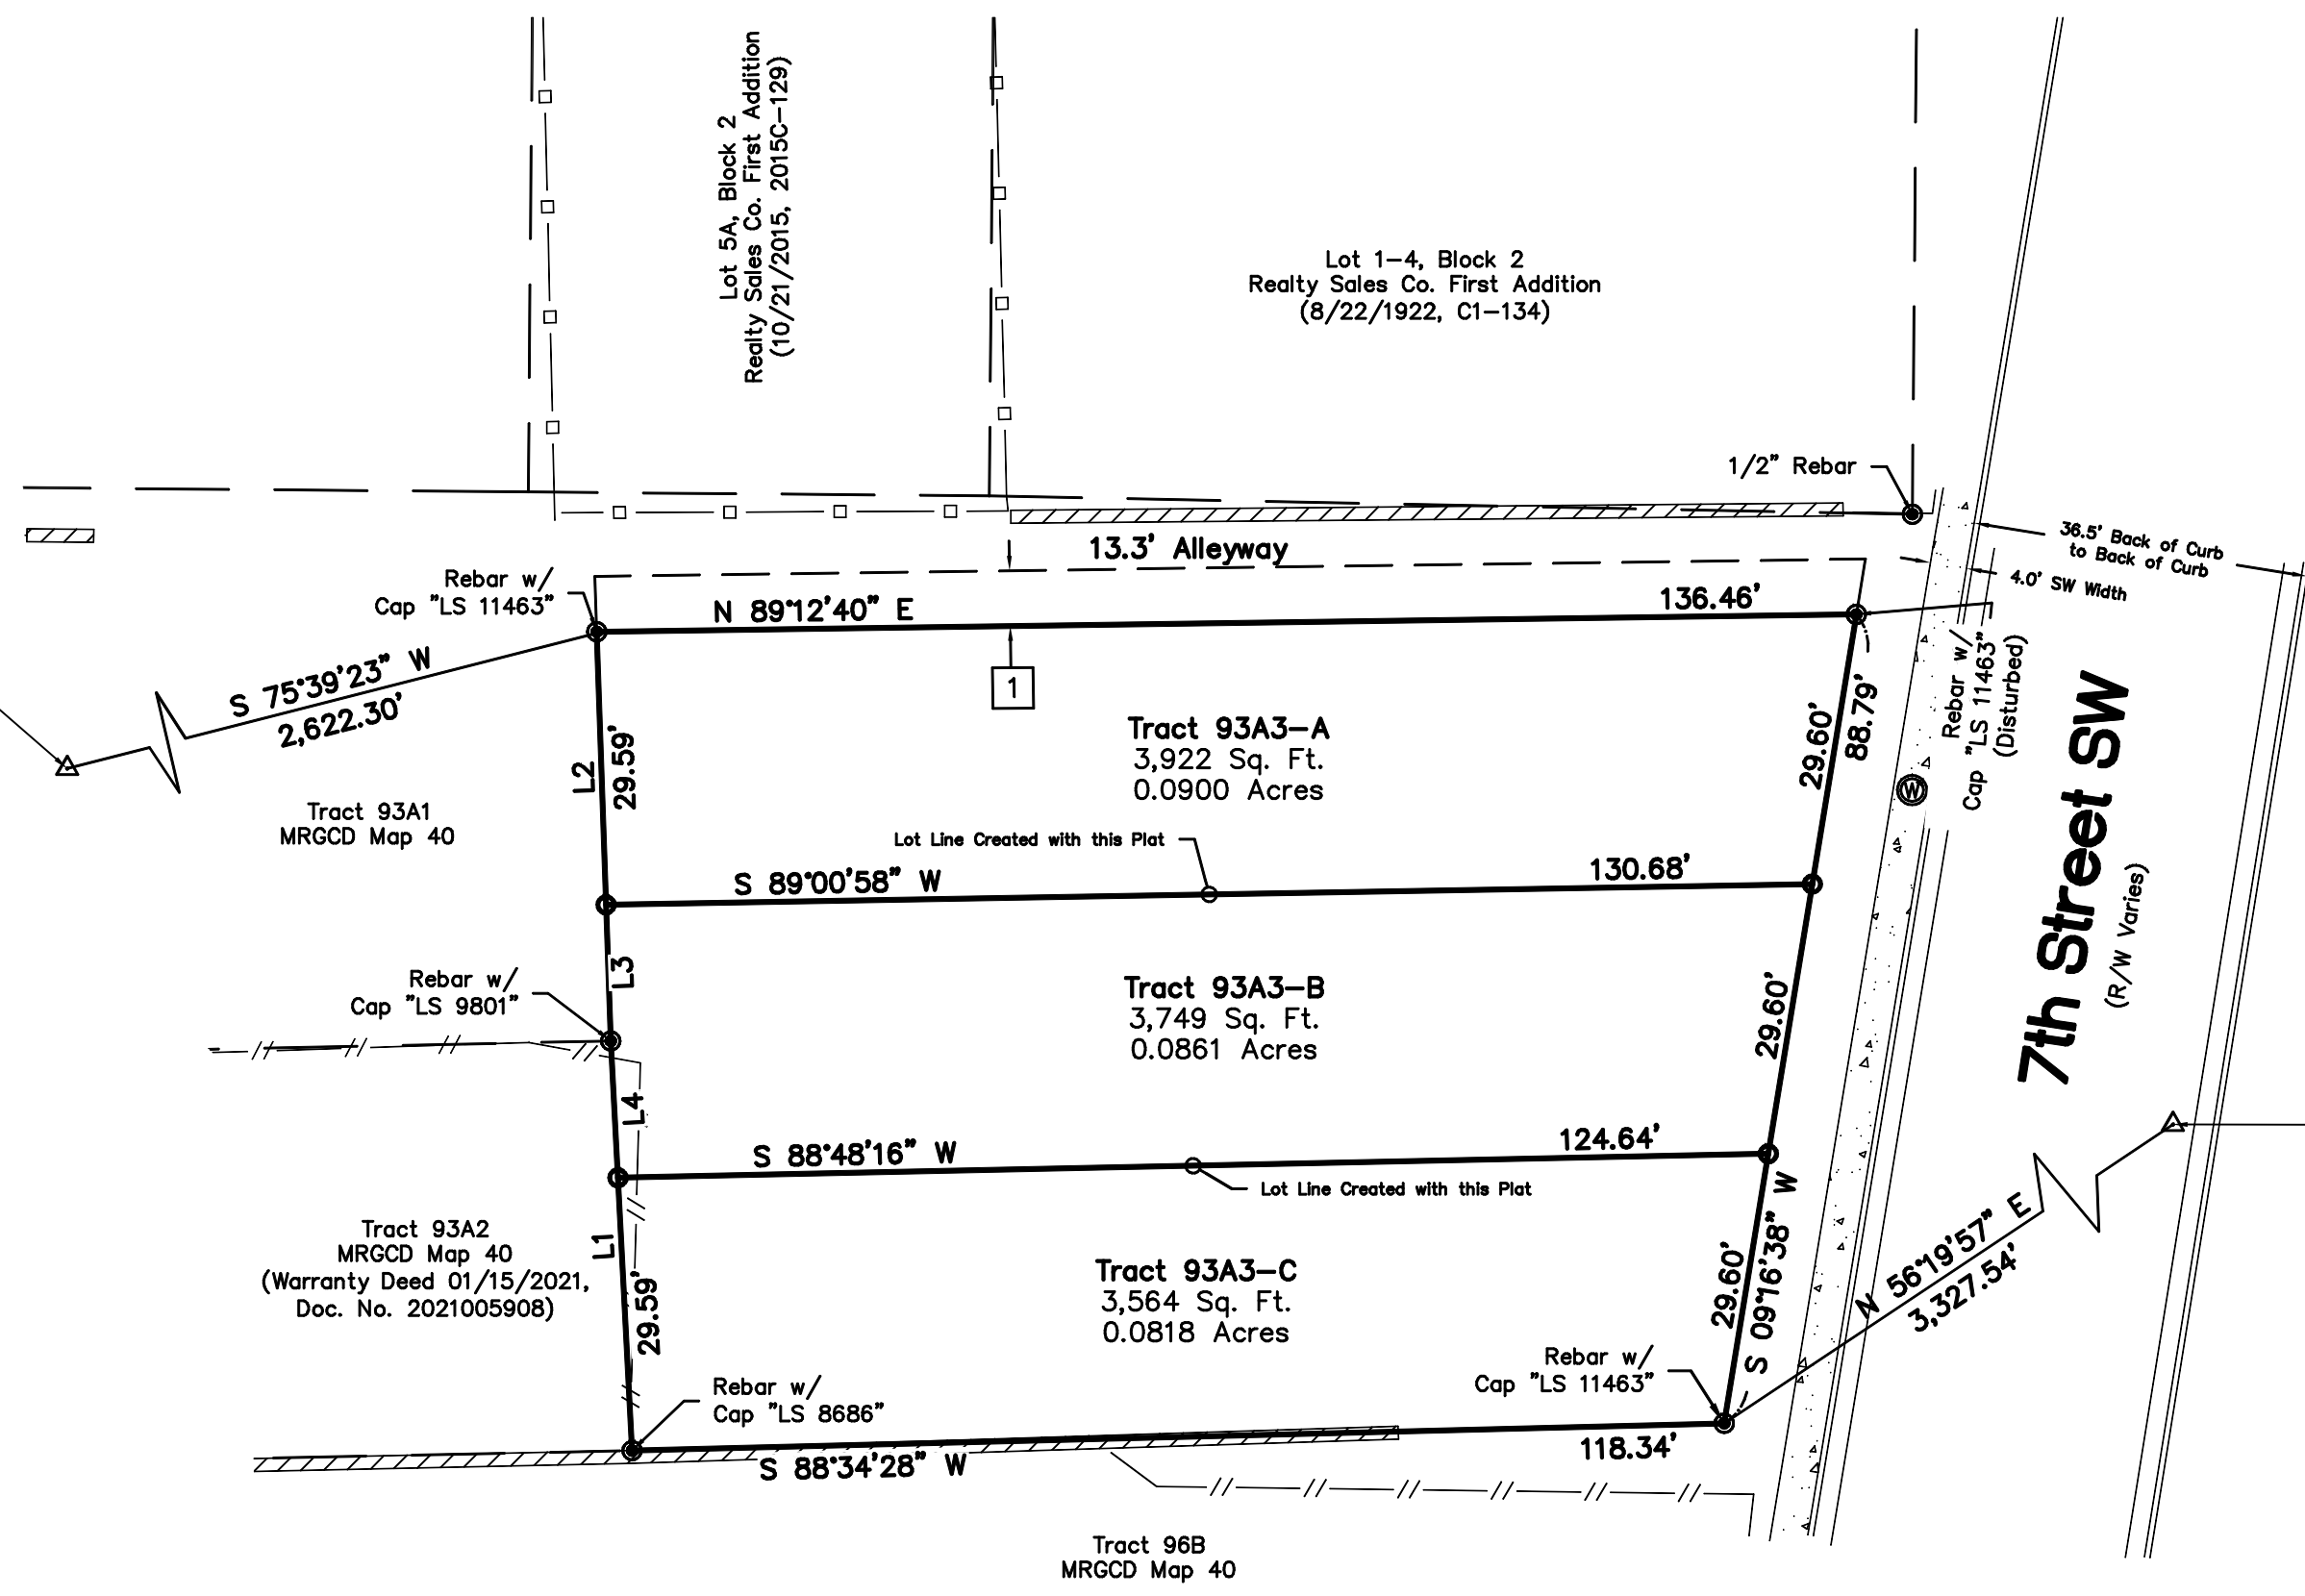 Lot 5A, Block 2
Realty Sales Co. First Addition
(10/21/2015, 2015C-129)
Lot 1-4, Block 2
Realty Sales Co. First Addition
(8/22/1922, C1-134)
1/2" Rebar
36.5' Back of Curb
to Back of Curb
4.0' SW Width
13.3' Alleyway
Rebar w/
Cap "LS 11463"
N 89°12'40" E
136.46'
S 75°39'23" W
2,622.30'
1
Rebar w/
Cap "LS 11463"
(Disturbed)
L2
29.59'
Tract 93A3-A
3,922 Sq. Ft.
0.0900 Acres
29.60'
88.79'
W
7th Street SW
(R/W Varies)
Tract 93A1
MRGCD Map 40
Lot Line Created with this Plat
S 89°00'58" W
130.68'
L3
Rebar w/
Cap "LS 9801"
Tract 93A3-B
3,749 Sq. Ft.
0.0861 Acres
29.60'
L4
S 88°48'16" W
124.64'
Lot Line Created with this Plat
Tract 93A2
MRGCD Map 40
(Warranty Deed 01/15/2021,
Doc. No. 2021005908)
L1
29.59'
Tract 93A3-C
3,564 Sq. Ft.
0.0818 Acres
29.60'
S 09°16'38" W
N 56°19'57" E
3,327.54'
Rebar w/
Cap "LS 11463"
Rebar w/
Cap "LS 8686"
S 88°34'28" W
118.34'
Tract 96B
MRGCD Map 40